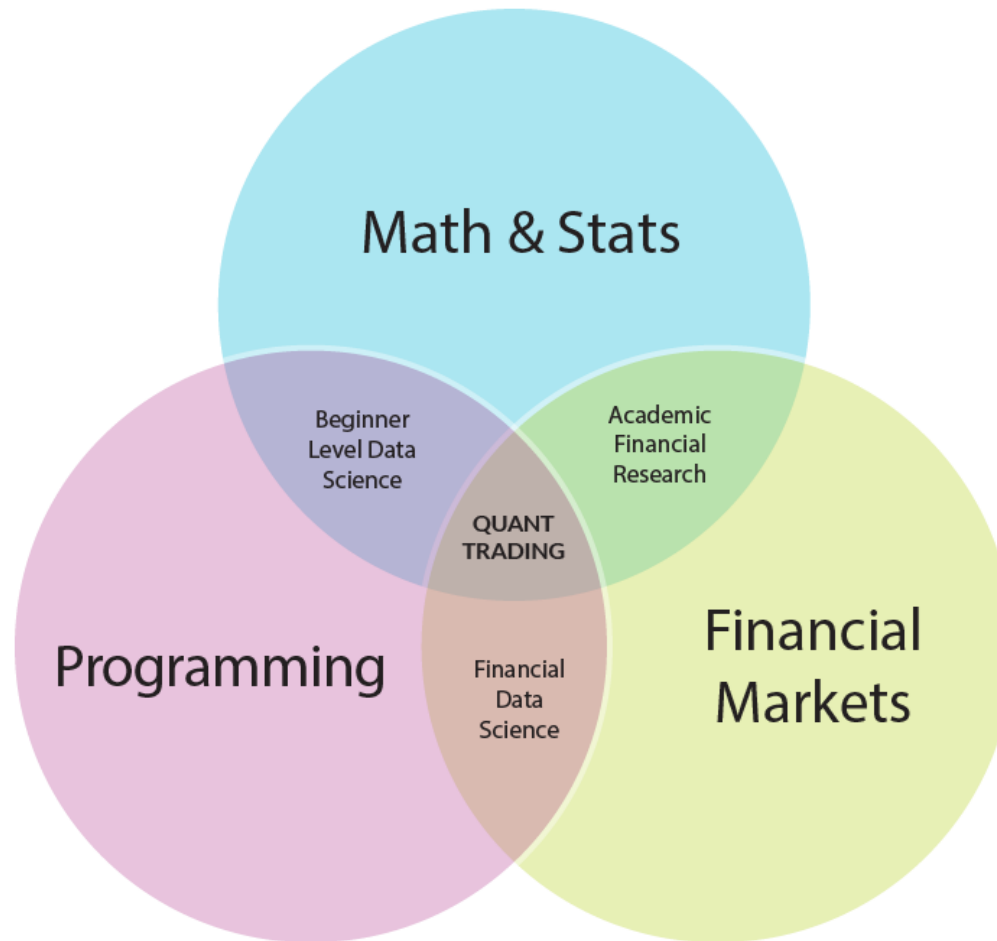 Math & Stats
Beginner
Level Data
Science
Academic
Financial
Research
QUANT
TRADING
Programming
Financial
Data
Science
Financial
Markets